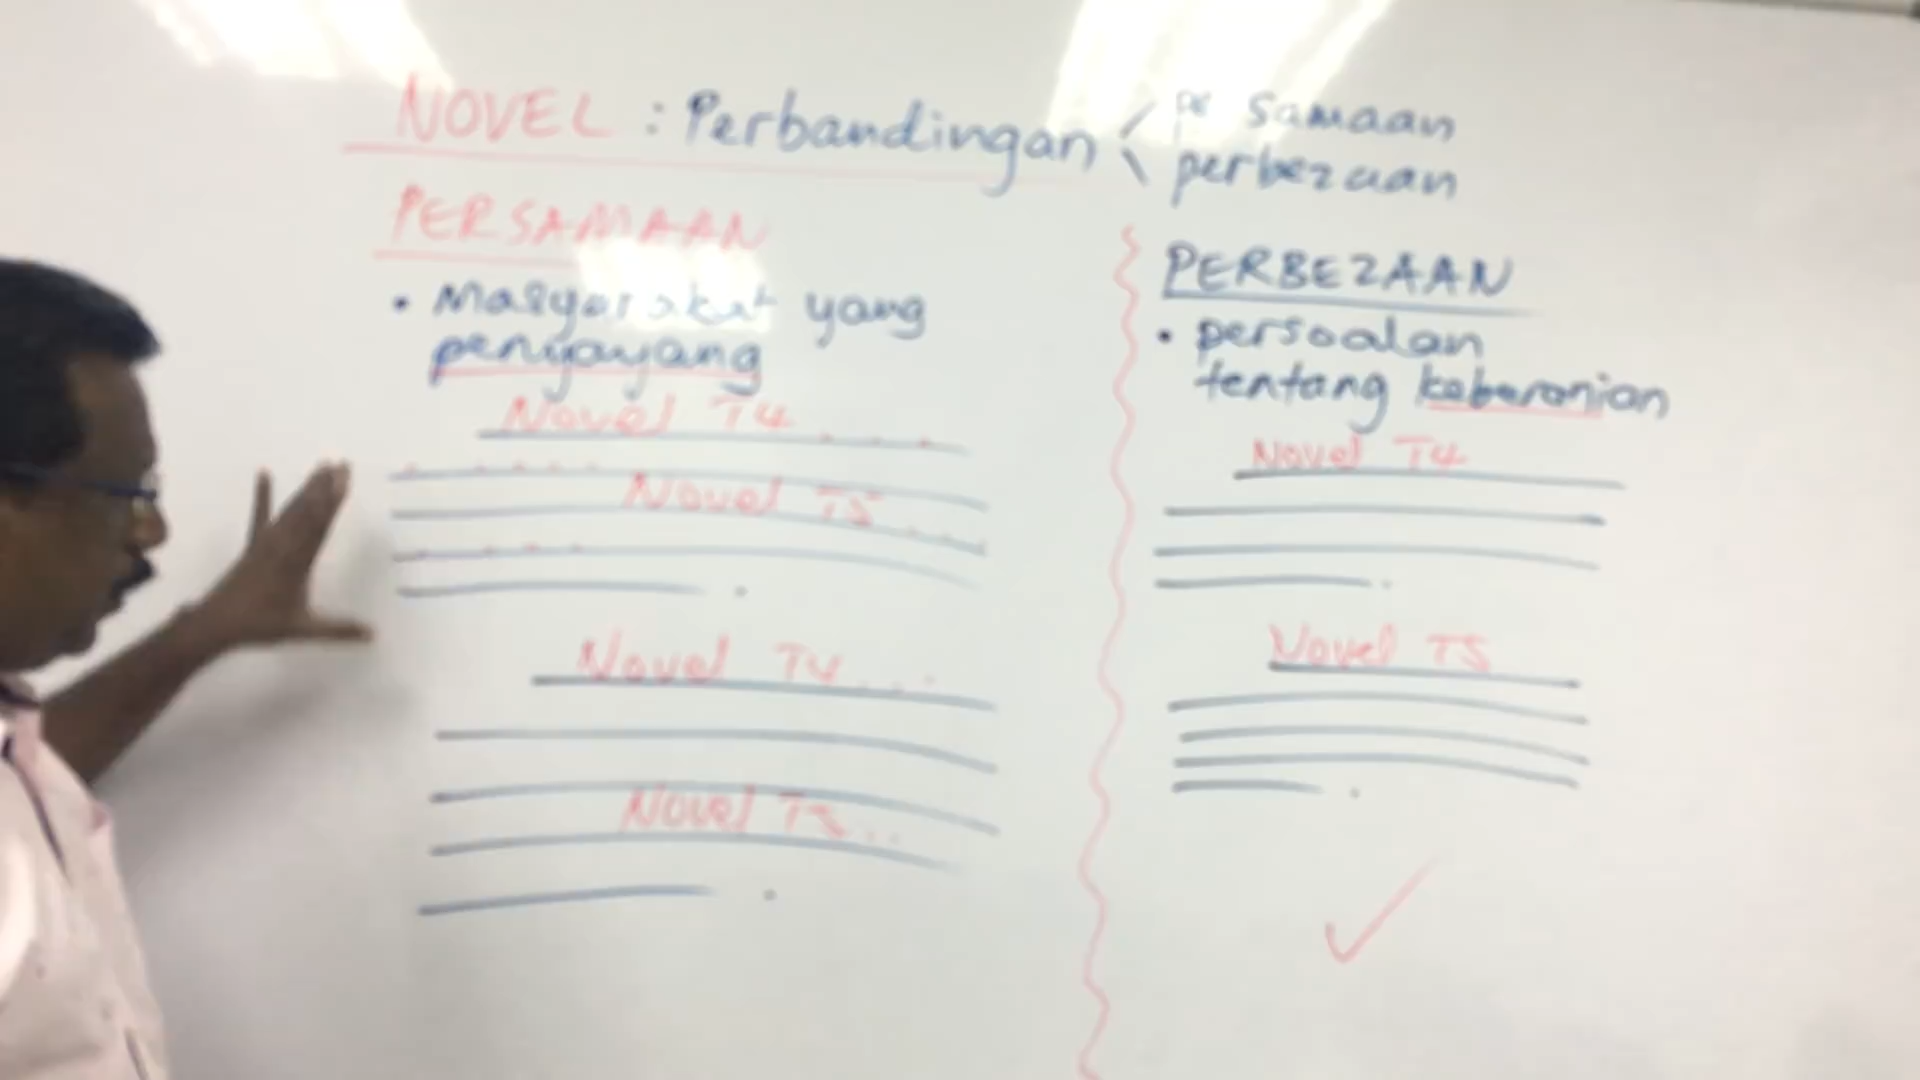 NOVEL : Perbandingan
persamaan
perbezaan
PERSAMAAN
• Masyarakat yang
penyayang
Novel T4 . . .
. . . . .
Novel T5 . . .
. . . .
Novel T4 . . .
Novel T5 . .
PERBEZAAN
• persoalan
tentang keberanian
Novel T4
Novel T5